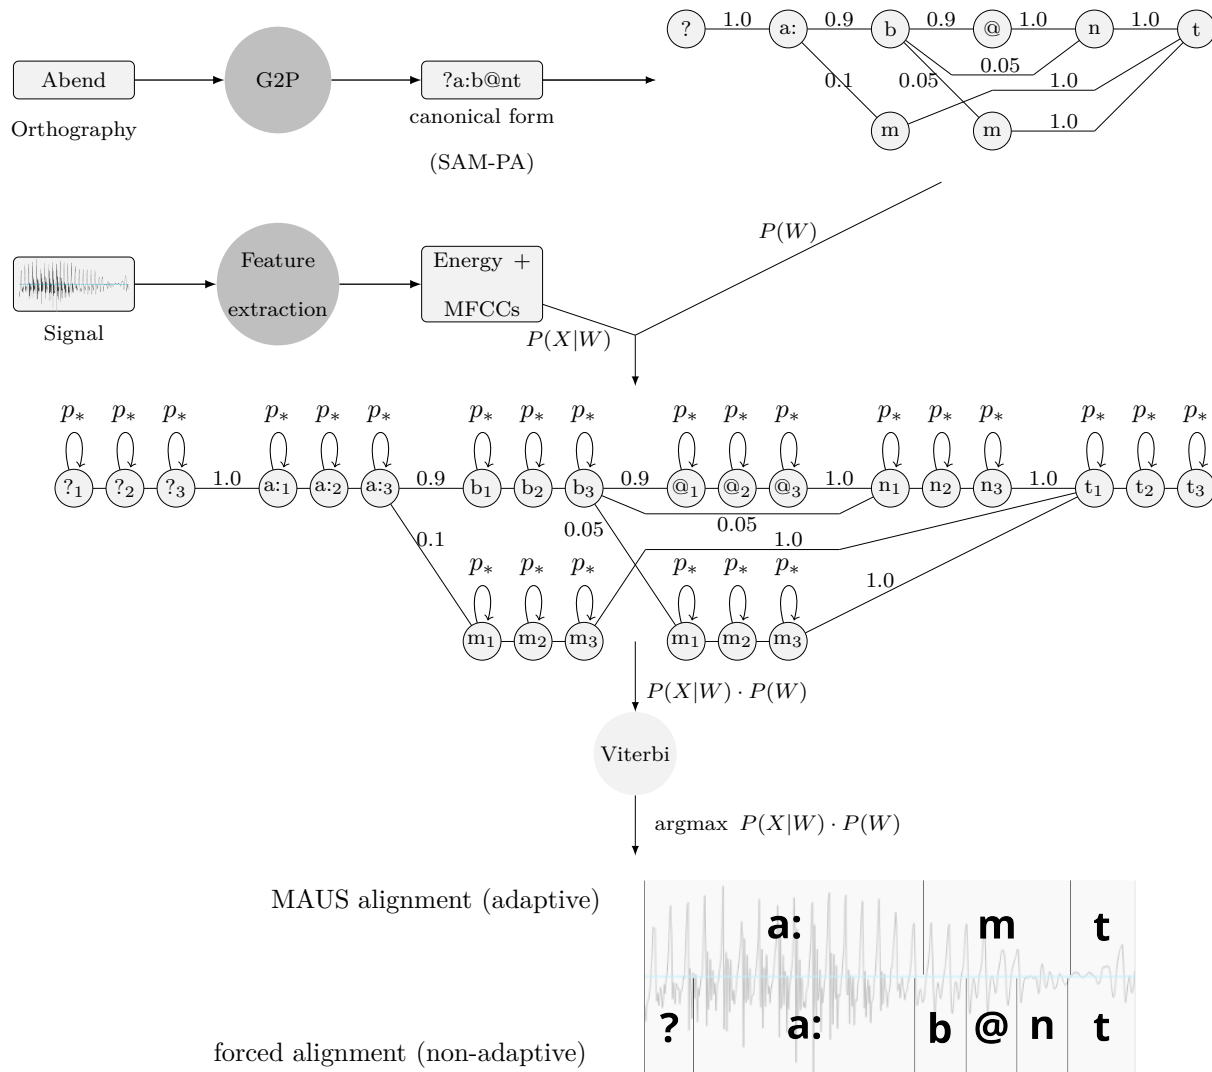 ? 1.0 a: 0.9 b 0.9 @ 1.0 n 1.0 t
0.1 0.05 0.05 1.0
m m 1.0
Abend G2P ?a:b@nt
Orthography canonical form
(SAM-PA)
P(W)
Feature
extraction
Energy +
MFCCs
Signal
P(X|W)
p* p* p* p* p* p* p* p* p* p* p* p* p* p* p* p* p* p*
?1 ?2 ?3 1.0 a:1 a:2 a:3 0.9 b1 b2 b3 0.9 @1 @2 @3 1.0 n1 n2 n3 1.0 t1 t2 t3
0.05
0.1 0.05 1.0
p* p* p* p* p* p*
1.0
m1 m2 m3 m1 m2 m3
P(X|W) · P(W)
Viterbi
argmax P(X|W) · P(W)
MAUS alignment (adaptive)
a: m t
? a: b @ n t
forced alignment (non-adaptive)